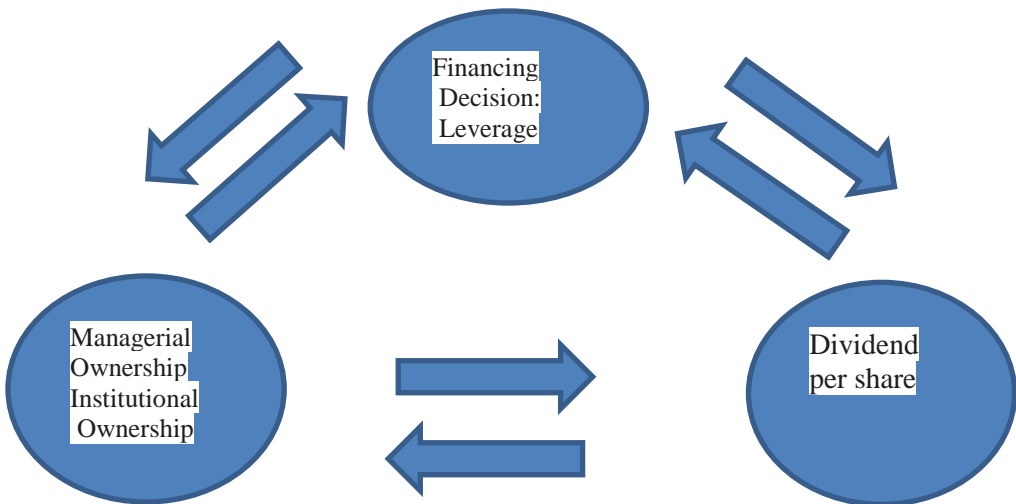 Financing
Decision:
Leverage
Managerial
Ownership
Institutional
Ownership
Dividend
per share